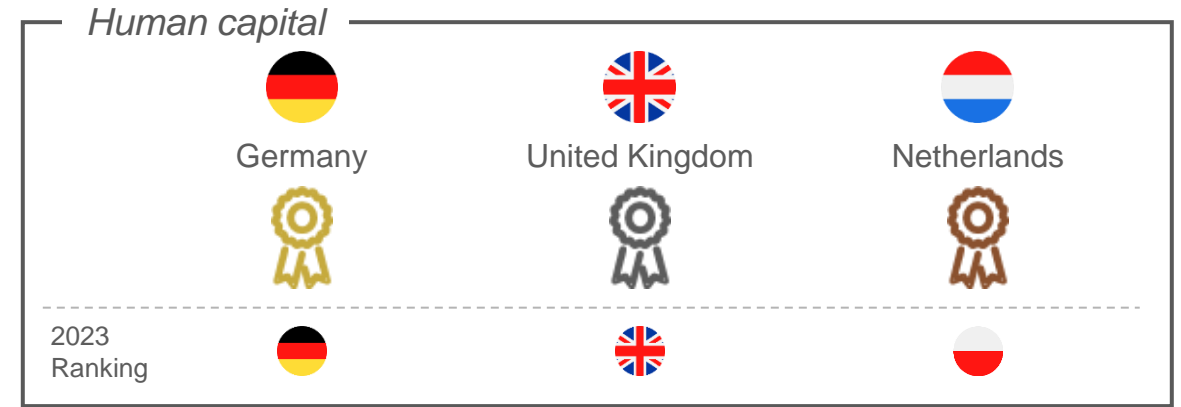 Human capital
Germany
United Kingdom
Netherlands
2023
Ranking